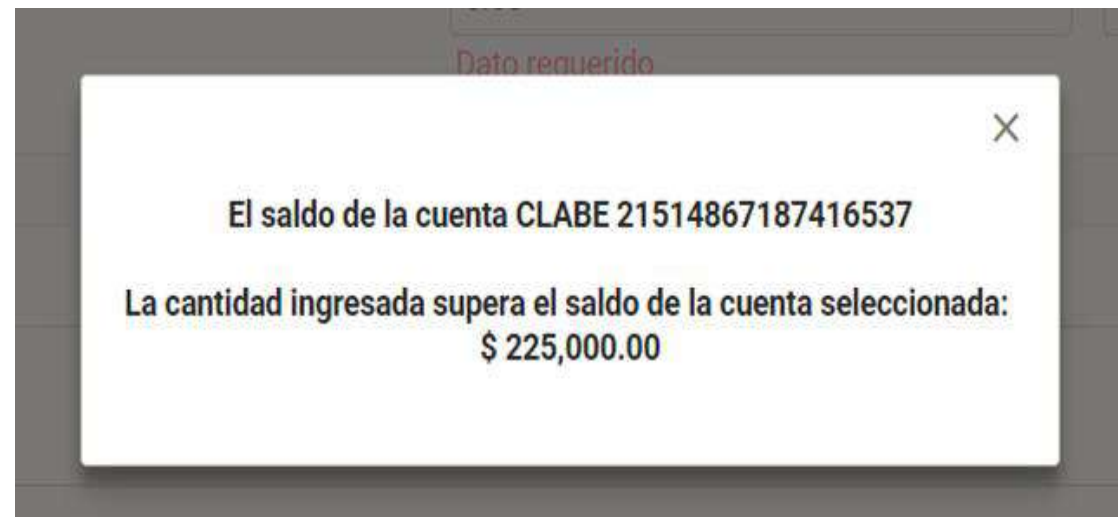 Dato requerido
El saldo de la cuenta CLABE 21514867187416537
La cantidad ingresada supera el saldo de la cuenta seleccionada:
$ 225,000.00